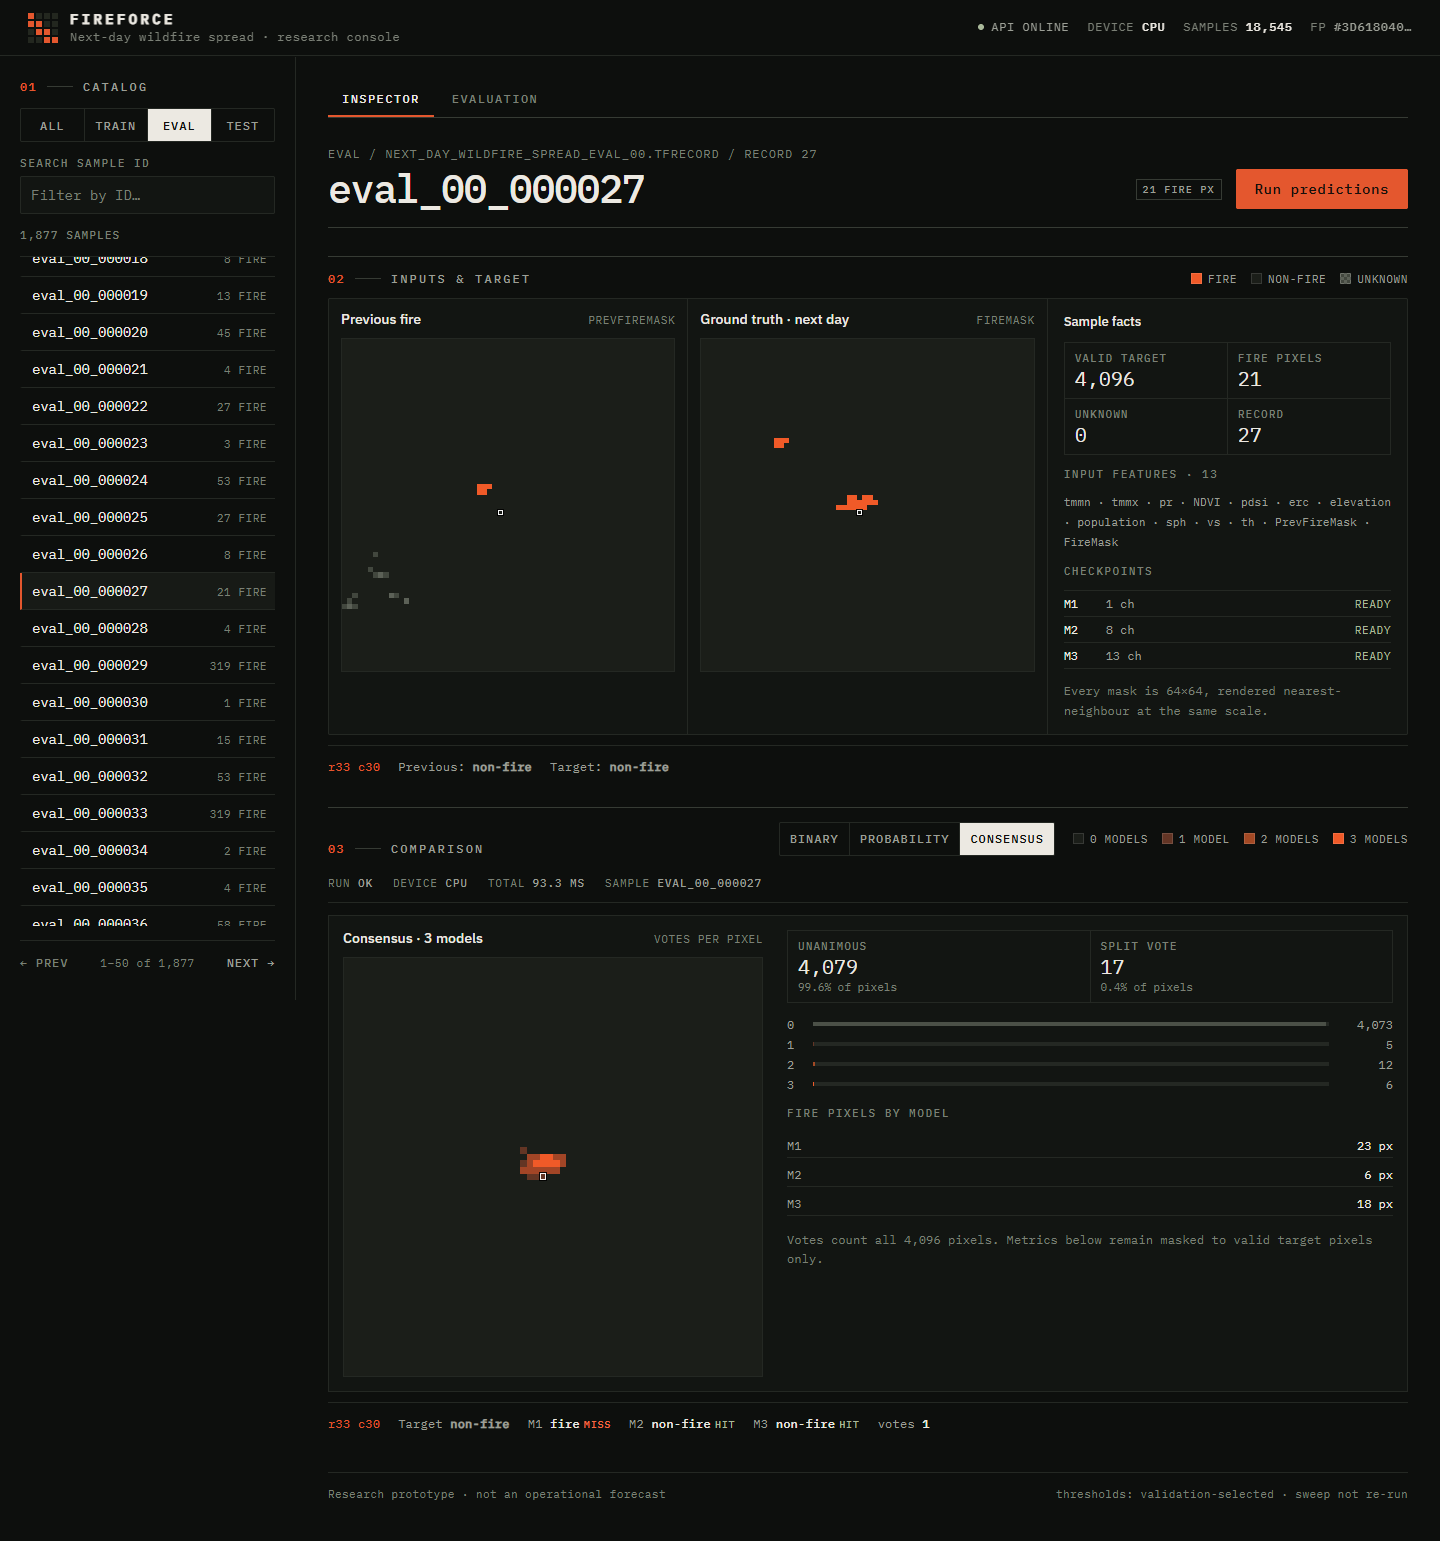 FIREFORCE
Next-day wildfire spread · research console
API ONLINE DEVICE CPU SAMPLES 18,545 FP #3D618040…
01 CATALOG
ALL TRAIN EVAL TEST
SEARCH SAMPLE ID
Filter by ID…
1,877 SAMPLES
eval_00_000018 8 FIRE
eval_00_000019 13 FIRE
eval_00_000020 45 FIRE
eval_00_000021 4 FIRE
eval_00_000022 27 FIRE
eval_00_000023 3 FIRE
eval_00_000024 53 FIRE
eval_00_000025 27 FIRE
eval_00_000026 8 FIRE
eval_00_000027 21 FIRE
eval_00_000028 4 FIRE
eval_00_000029 319 FIRE
eval_00_000030 1 FIRE
eval_00_000031 15 FIRE
eval_00_000032 53 FIRE
eval_00_000033 319 FIRE
eval_00_000034 2 FIRE
eval_00_000035 4 FIRE
eval_00_000036 58 FIRE
← PREV 1–50 of 1,877 NEXT →
INSPECTOR EVALUATION
EVAL / NEXT_DAY_WILDFIRE_SPREAD_EVAL_00.TFRECORD / RECORD 27
eval_00_000027
21 FIRE PX
Run predictions
02 INPUTS & TARGET
FIRE NON-FIRE UNKNOWN
Previous fire PREVFIREMASK
Ground truth · next day FIREMASK
Sample facts
VALID TARGET
4,096
FIRE PIXELS
21
UNKNOWN
0
RECORD
27
INPUT FEATURES · 13
tmmn · tmmx · pr · NDVI · pdsi · erc · elevation
· population · sph · vs · th · PrevFireMask ·
FireMask
CHECKPOINTS
M1 1 ch READY
M2 8 ch READY
M3 13 ch READY
Every mask is 64×64, rendered nearest-
neighbour at the same scale.
r33 c30 Previous: non-fire Target: non-fire
03 COMPARISON
BINARY PROBABILITY CONSENSUS
0 MODELS 1 MODEL 2 MODELS 3 MODELS
RUN OK DEVICE CPU TOTAL 93.3 MS SAMPLE EVAL_00_000027
Consensus · 3 models VOTES PER PIXEL
UNANIMOUS
4,079
99.6% of pixels
SPLIT VOTE
17
0.4% of pixels
0 4,073
1 5
2 12
3 6
FIRE PIXELS BY MODEL
M1 23 px
M2 6 px
M3 18 px
Votes count all 4,096 pixels. Metrics below remain masked to valid target pixels
only.
r33 c30 Target non-fire M1 fire MISS M2 non-fire HIT M3 non-fire HIT votes 1
Research prototype · not an operational forecast
thresholds: validation-selected · sweep not re-run